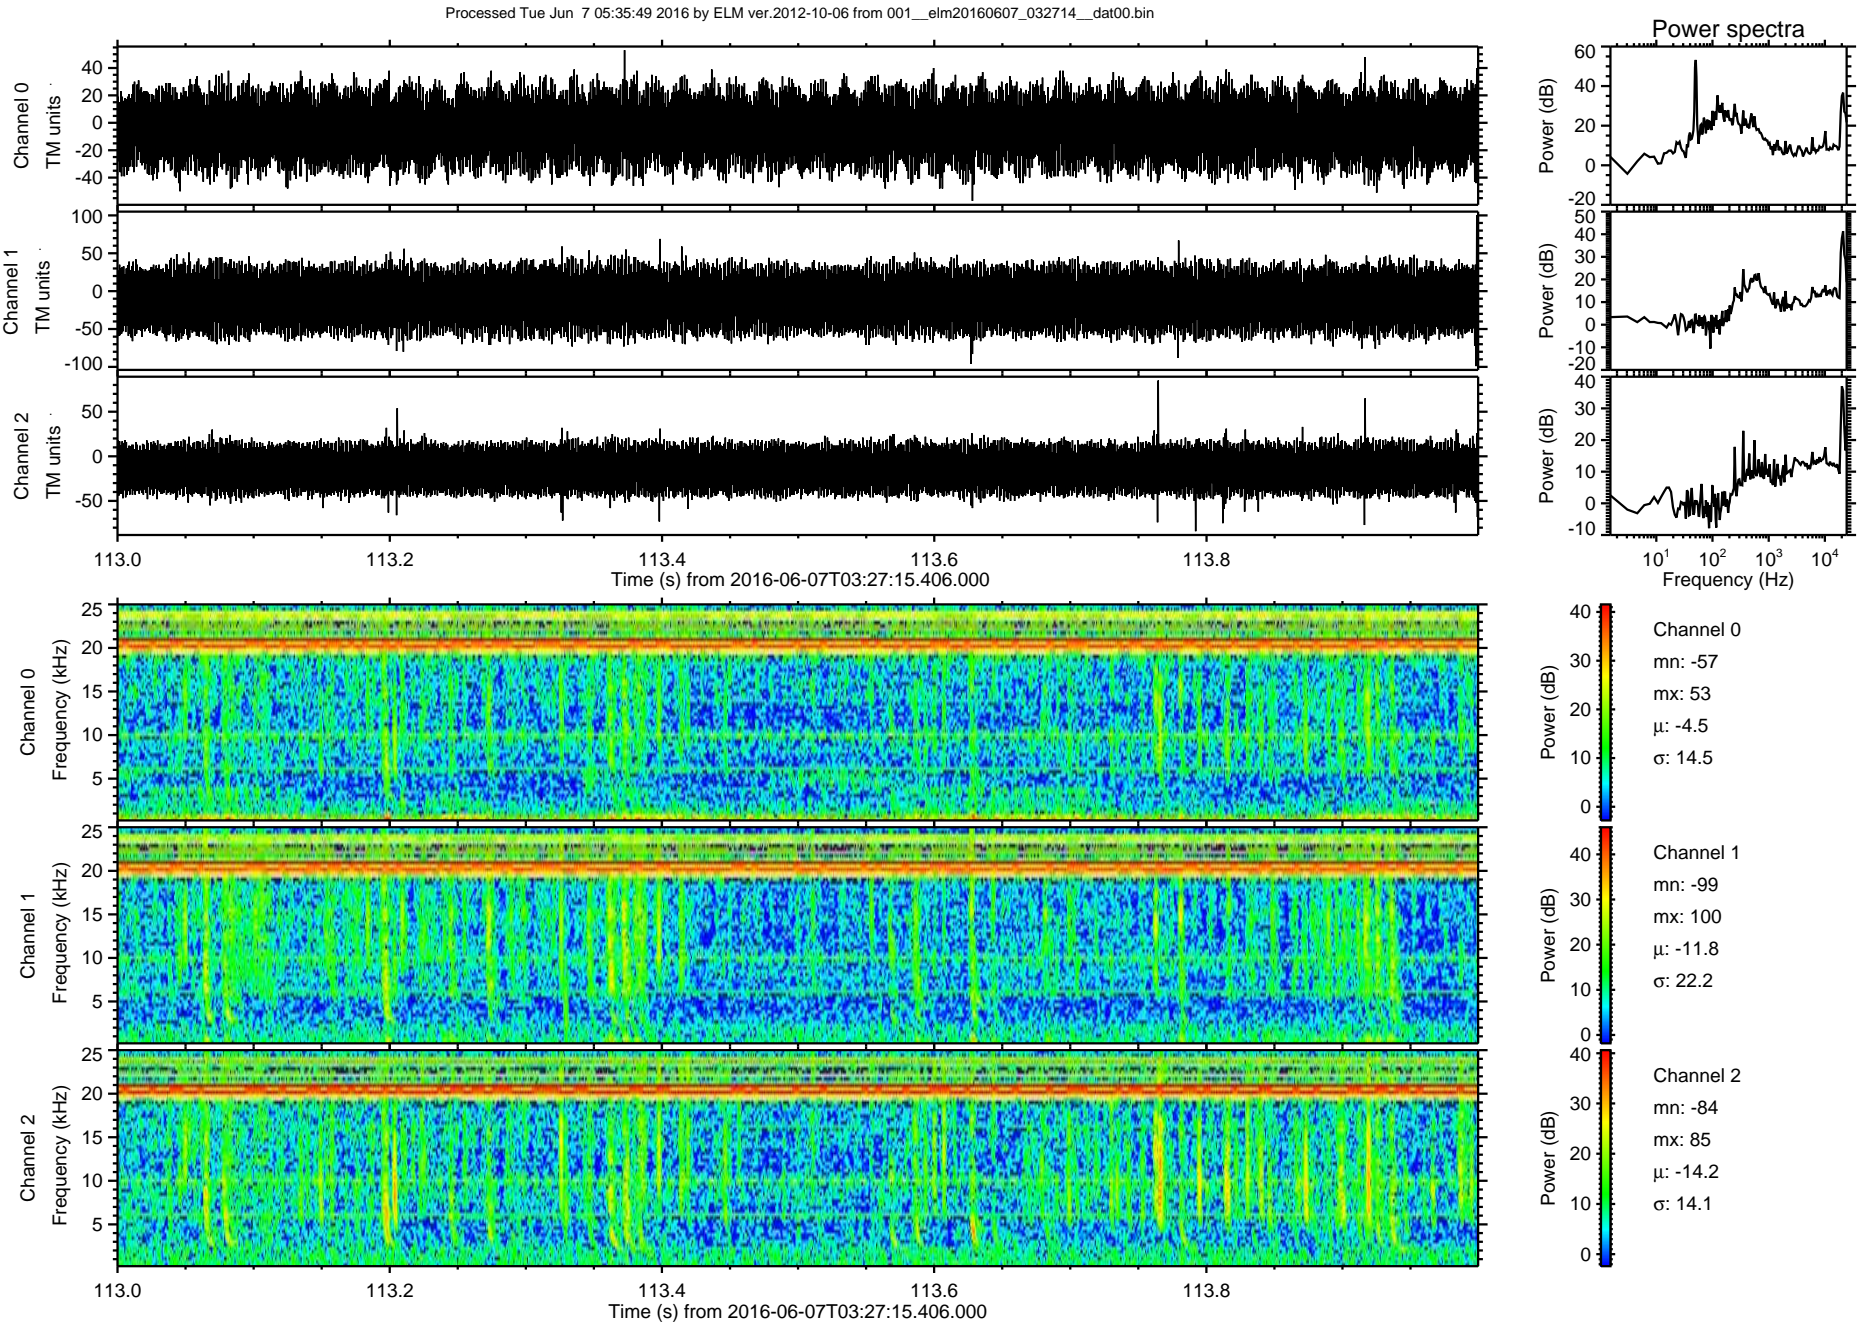 Processed Tue Jun  7 05:35:49 2016 by ELM ver.2012-10-06 from 001__elm20160607_032714__dat00.bin
Power spectra
Channel 0
TM units
40
20
0
-20
-40
Power (dB)
60
40
20
0
-20
Channel 1
TM units
100
50
0
-50
-100
Power (dB)
50
40
30
20
10
0
-10
-20
Channel 2
TM units
50
0
-50
Power (dB)
40
30
20
10
0
-10
113.0 113.2 113.4 113.6 113.8
Time (s) from 2016-06-07T03:27:15.406.000
10^1 10^2 10^3 10^4
Frequency (Hz)
Channel 0
Frequency (kHz)
25
20
15
10
5
Power (dB)
40
30
20
10
0
Channel 0
mn: -57
mx: 53
μ: -4.5
σ: 14.5
Channel 1
Frequency (kHz)
25
20
15
10
5
Power (dB)
40
30
20
10
0
Channel 1
mn: -99
mx: 100
μ: -11.8
σ: 22.2
Channel 2
Frequency (kHz)
25
20
15
10
5
Power (dB)
40
30
20
10
0
Channel 2
mn: -84
mx: 85
μ: -14.2
σ: 14.1
113.0 113.2 113.4 113.6 113.8
Time (s) from 2016-06-07T03:27:15.406.000